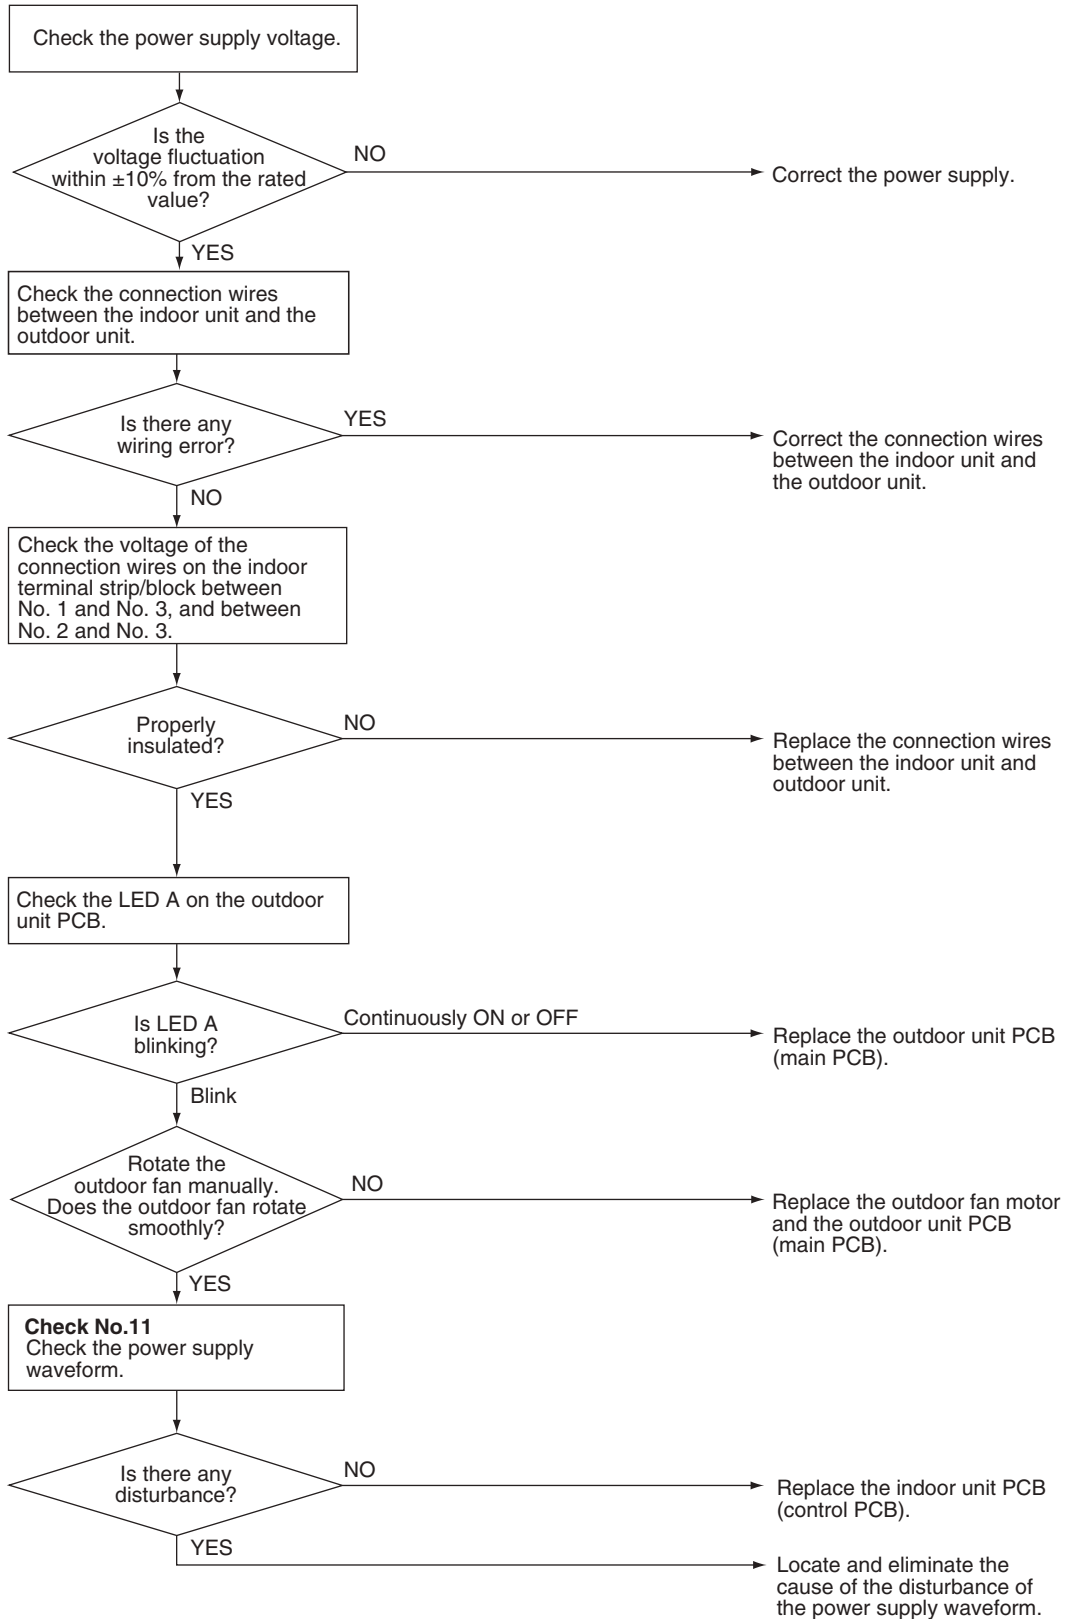 Check the power supply voltage.
Is the
voltage fluctuation
within ±10% from the rated
value?
NO
Correct the power supply.
YES
Check the connection wires
between the indoor unit and the
outdoor unit.
Is there any
wiring error?
YES
Correct the connection wires
between the indoor unit and
the outdoor unit.
NO
Check the voltage of the
connection wires on the indoor
terminal strip/block between
No. 1 and No. 3, and between
No. 2 and No. 3.
Properly
insulated?
NO
Replace the connection wires
between the indoor unit and
outdoor unit.
YES
Check the LED A on the outdoor
unit PCB.
Is LED A
blinking?
Continuously ON or OFF
Replace the outdoor unit PCB
(main PCB).
Blink
Rotate the
outdoor fan manually.
Does the outdoor fan rotate
smoothly?
NO
Replace the outdoor fan motor
and the outdoor unit PCB
(main PCB).
YES
Check No.11
Check the power supply
waveform.
Is there any
disturbance?
NO
Replace the indoor unit PCB
(control PCB).
YES
Locate and eliminate the
cause of the disturbance of
the power supply waveform.